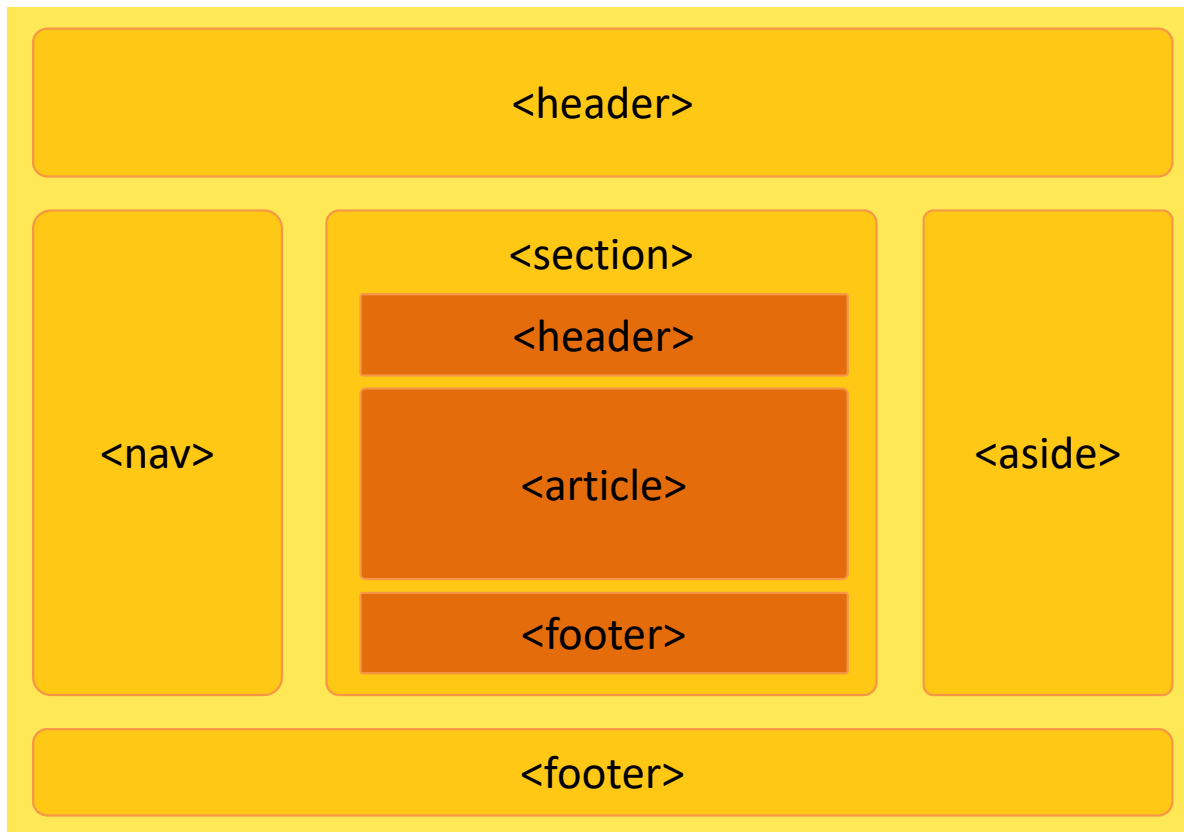 <header>
<nav>
<section>
<header>
<article>
<footer>
<aside>
<footer>